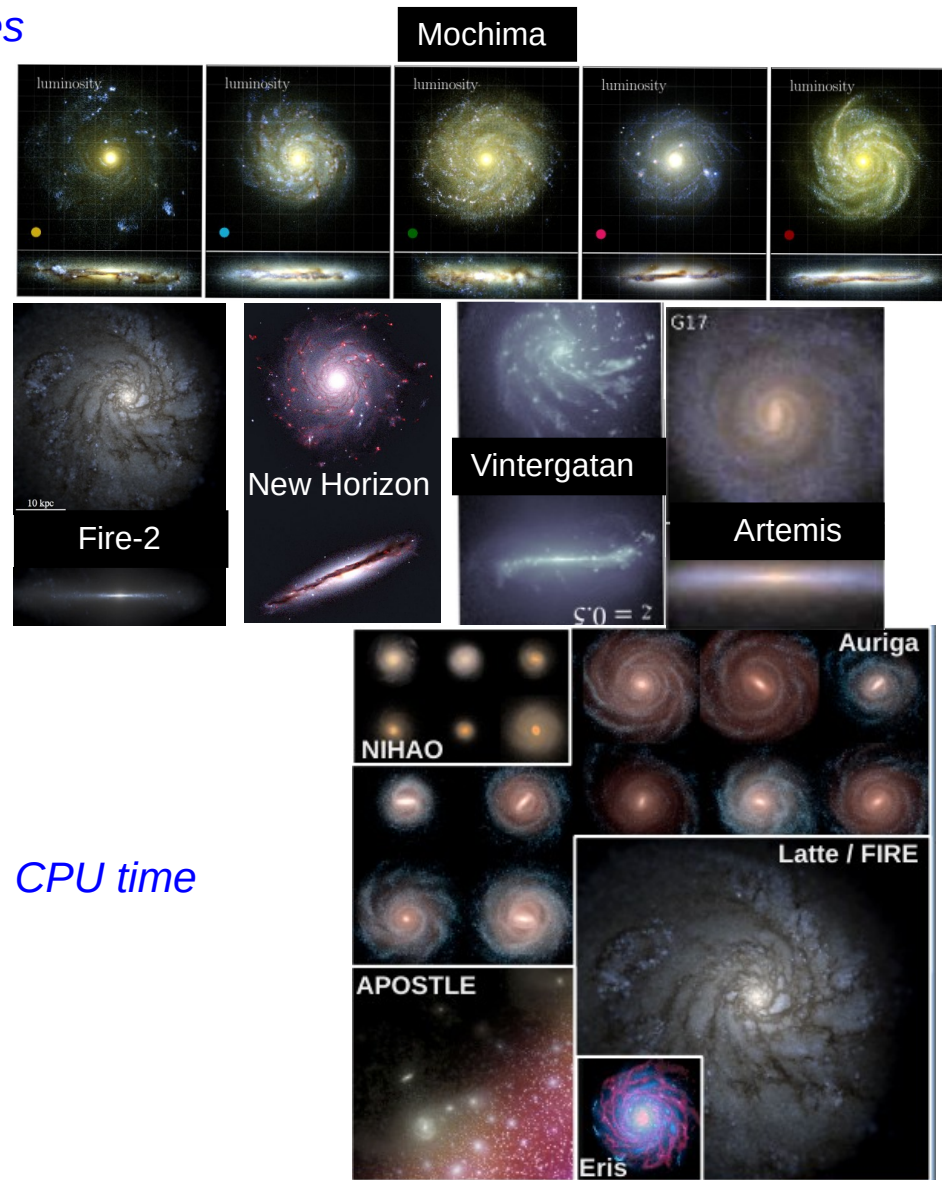 es
Mochima
luminosity
luminosity
luminosity
luminosity
luminosity
G17
10 kpc
New Horizon
Vintergatan
Fire-2
Artemis
z = 0.5
Auriga
NIHAO
CPU time
Latte / FIRE
APOSTLE
Eris